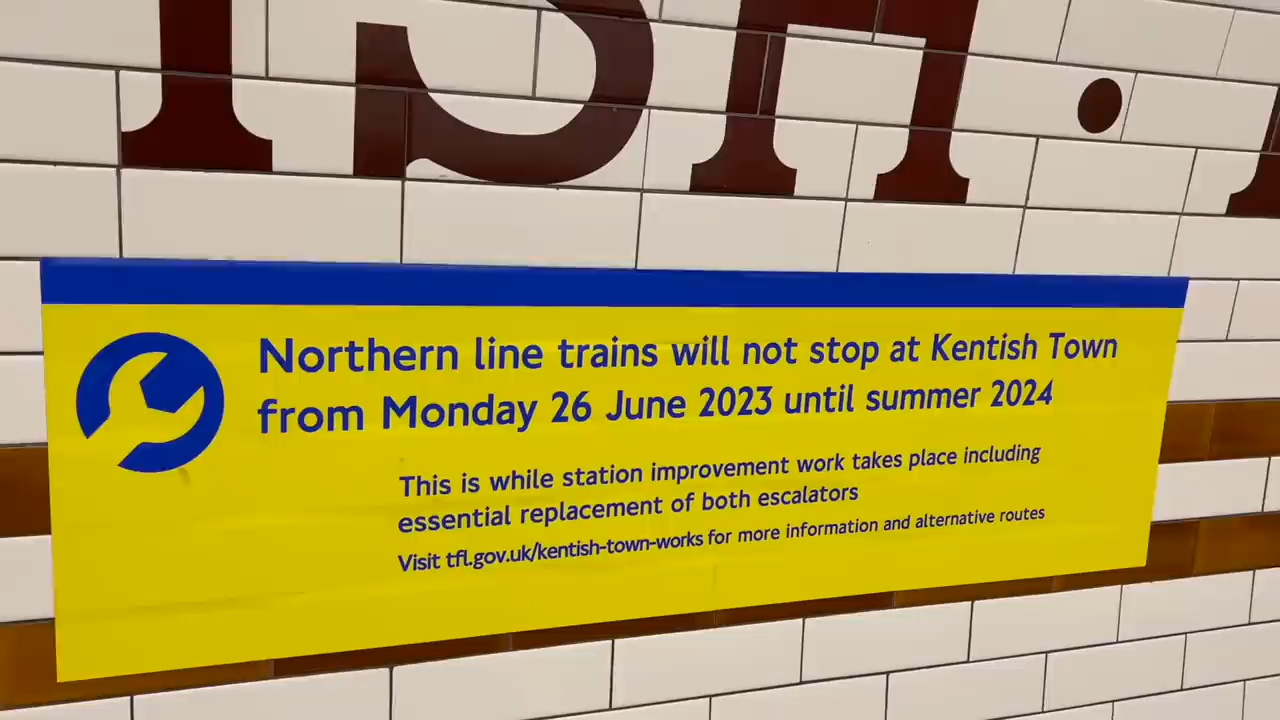 ISH.
Northern line trains will not stop at Kentish Town
from Monday 26 June 2023 until summer 2024
This is while station improvement work takes place including
essential replacement of both escalators
Visit tfl.gov.uk/kentish-town-works for more information and alternative routes